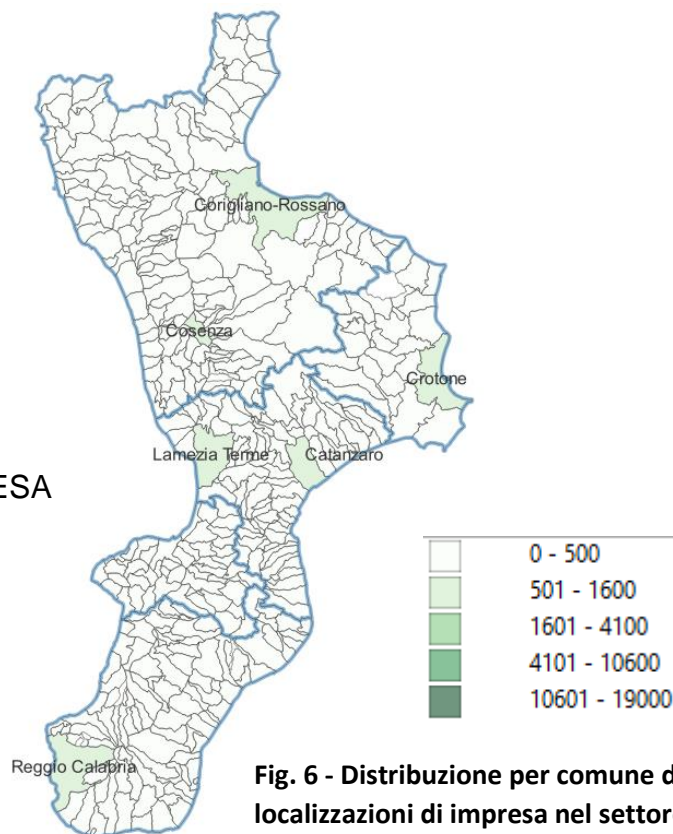 Corigliano-Rossano
Cosenza
Crotone
Lamezia Terme
Catanzaro
ESA
0 - 500
501 - 1600
1601 - 4100
4101 - 10600
10601 - 19000
Reggio Calabria
Fig. 6 - Distribuzione per comune d
localizzazioni di impresa nel settor